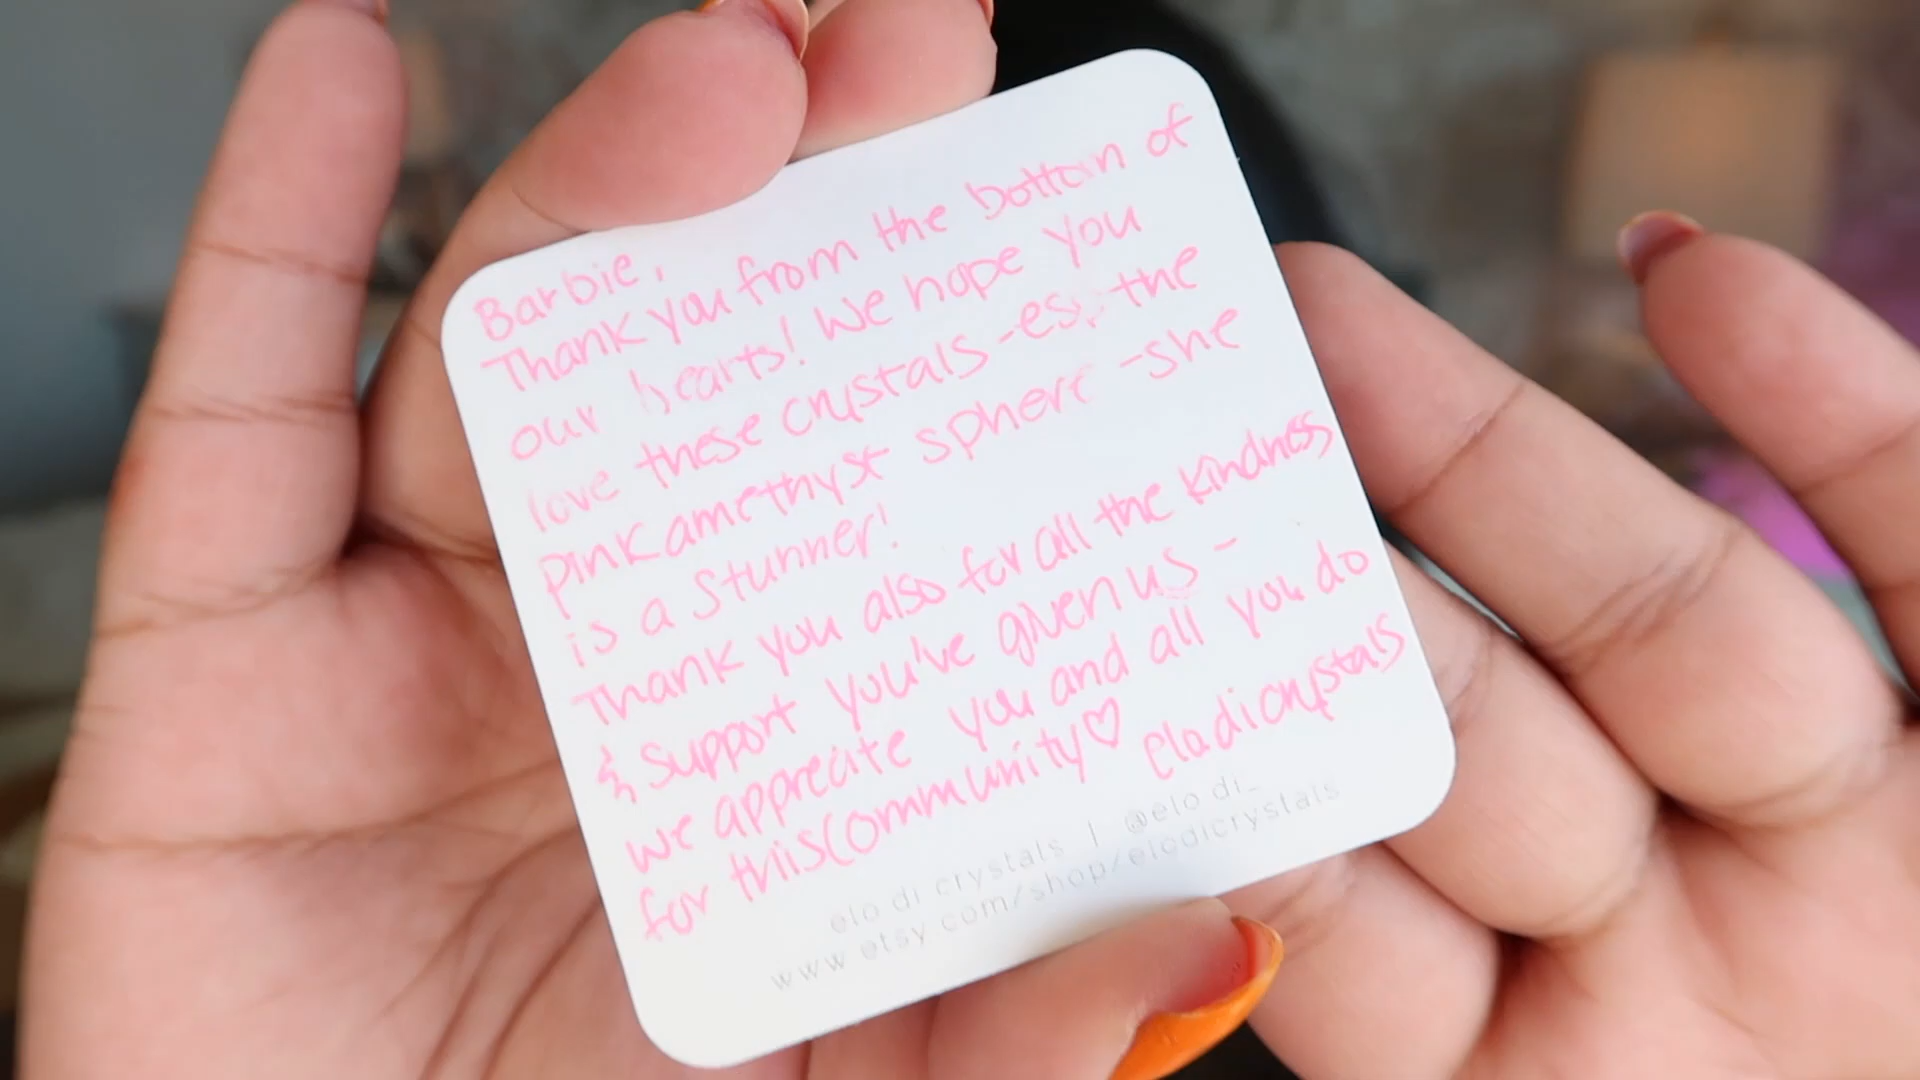 Barbie,
Thank you from the bottom of
our hearts! We hope you
love these crystals - esp. the
pink amethyst sphere - she
is a stunner!
Thank you also for all the kindness
& support you've given us -
we appreciate you and all you do
for this community♡ elodicrystals
elo di crystals | @elo di_
www.etsy.com/shop/elodicrystals